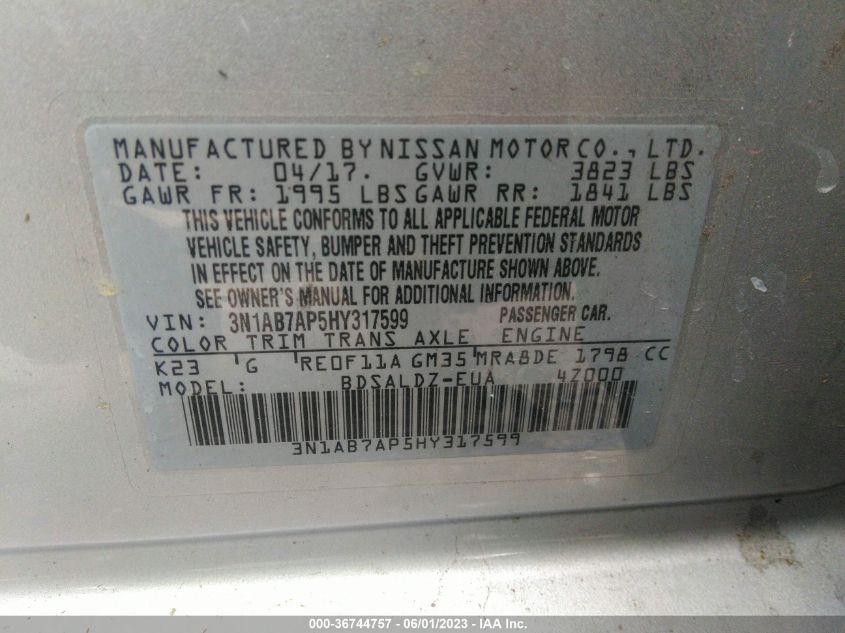 MANUFACTURED BY NISSAN MOTOR CO., LTD.
DATE: 04/17. GVWR: 3823 LBS
GAWR FR: 1995 LBS GAWR RR: 1841 LBS
THIS VEHICLE CONFORMS TO ALL APPLICABLE FEDERAL MOTOR
VEHICLE SAFETY, BUMPER AND THEFT PREVENTION STANDARDS
IN EFFECT ON THE DATE OF MANUFACTURE SHOWN ABOVE.
SEE OWNER'S MANUAL FOR ADDITIONAL INFORMATION.
VIN: 3N1AB7AP5HY317599 PASSENGER CAR.
COLOR TRIM TRANS AXLE ENGINE
K23 G RE0F11A GM35 MRA8DE 1798 CC
MODEL: BDSALDZ-EUA 4Z000
3N1AB7AP5HY317599
000-36744757 - 06/01/2023 - IAA Inc.